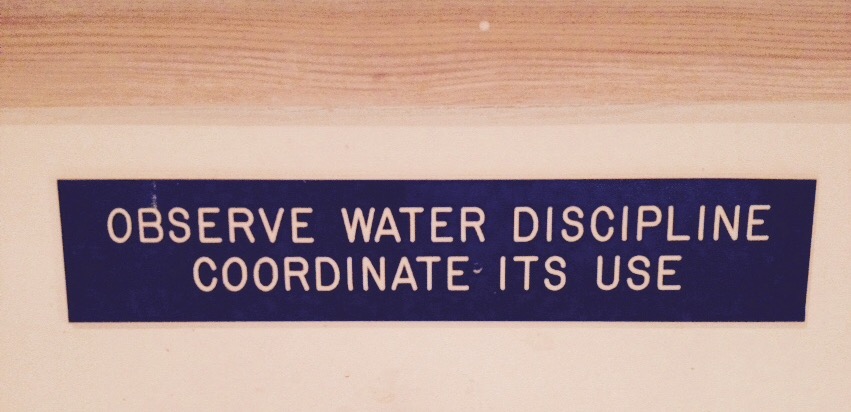 OBSERVE WATER DISCIPLINE
COORDINATE ITS USE